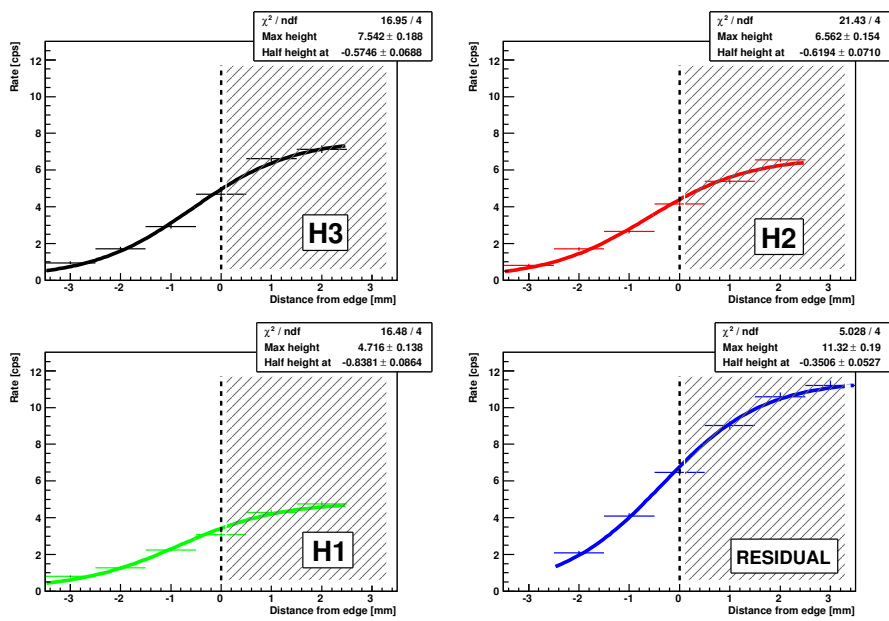 χ² / ndf 16.95 / 4
Max height 7.542 ± 0.188
Half height at -0.5746 ± 0.0688
Rate [cps]
12
10
8
6
4
2
0
H3
-3 -2 -1 0 1 2 3
Distance from edge [mm]
χ² / ndf 21.43 / 4
Max height 6.562 ± 0.154
Half height at -0.6194 ± 0.0710
Rate [cps]
12
10
8
6
4
2
0
H2
-3 -2 -1 0 1 2 3
Distance from edge [mm]
χ² / ndf 16.48 / 4
Max height 4.716 ± 0.138
Half height at -0.8381 ± 0.0864
Rate [cps]
12
10
8
6
4
2
0
H1
-3 -2 -1 0 1 2 3
Distance from edge [mm]
χ² / ndf 5.028 / 4
Max height 11.32 ± 0.19
Half height at -0.3506 ± 0.0527
Rate [cps]
12
10
8
6
4
2
0
RESIDUAL
-3 -2 -1 0 1 2 3
Distance from edge [mm]